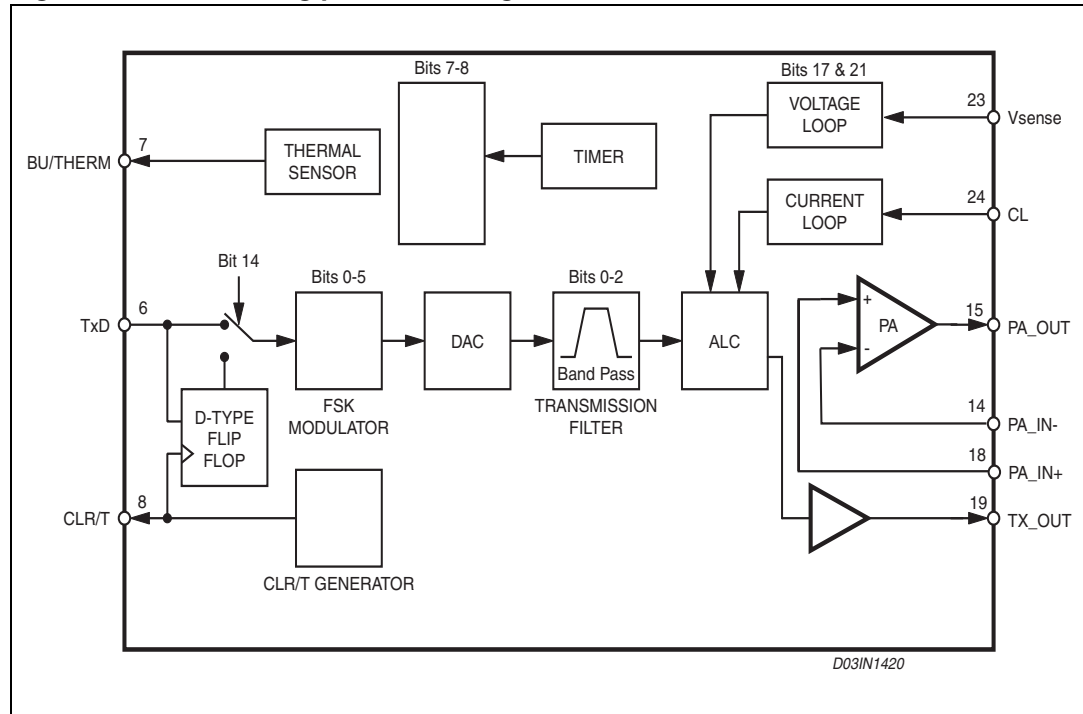 Bits 7-8
Bits 17 & 21
VOLTAGE
LOOP
23
Vsense
7
BU/THERM
THERMAL
SENSOR
TIMER
CURRENT
LOOP
24
CL
Bit 14
Bits 0-5
Bits 0-2
6
TxD
DAC
Band Pass
ALC
+
PA
-
15
PA_OUT
FSK
MODULATOR
TRANSMISSION
FILTER
D-TYPE
FLIP
FLOP
14
PA_IN-
18
PA_IN+
8
CLR/T
19
TX_OUT
CLR/T GENERATOR
D03IN1420